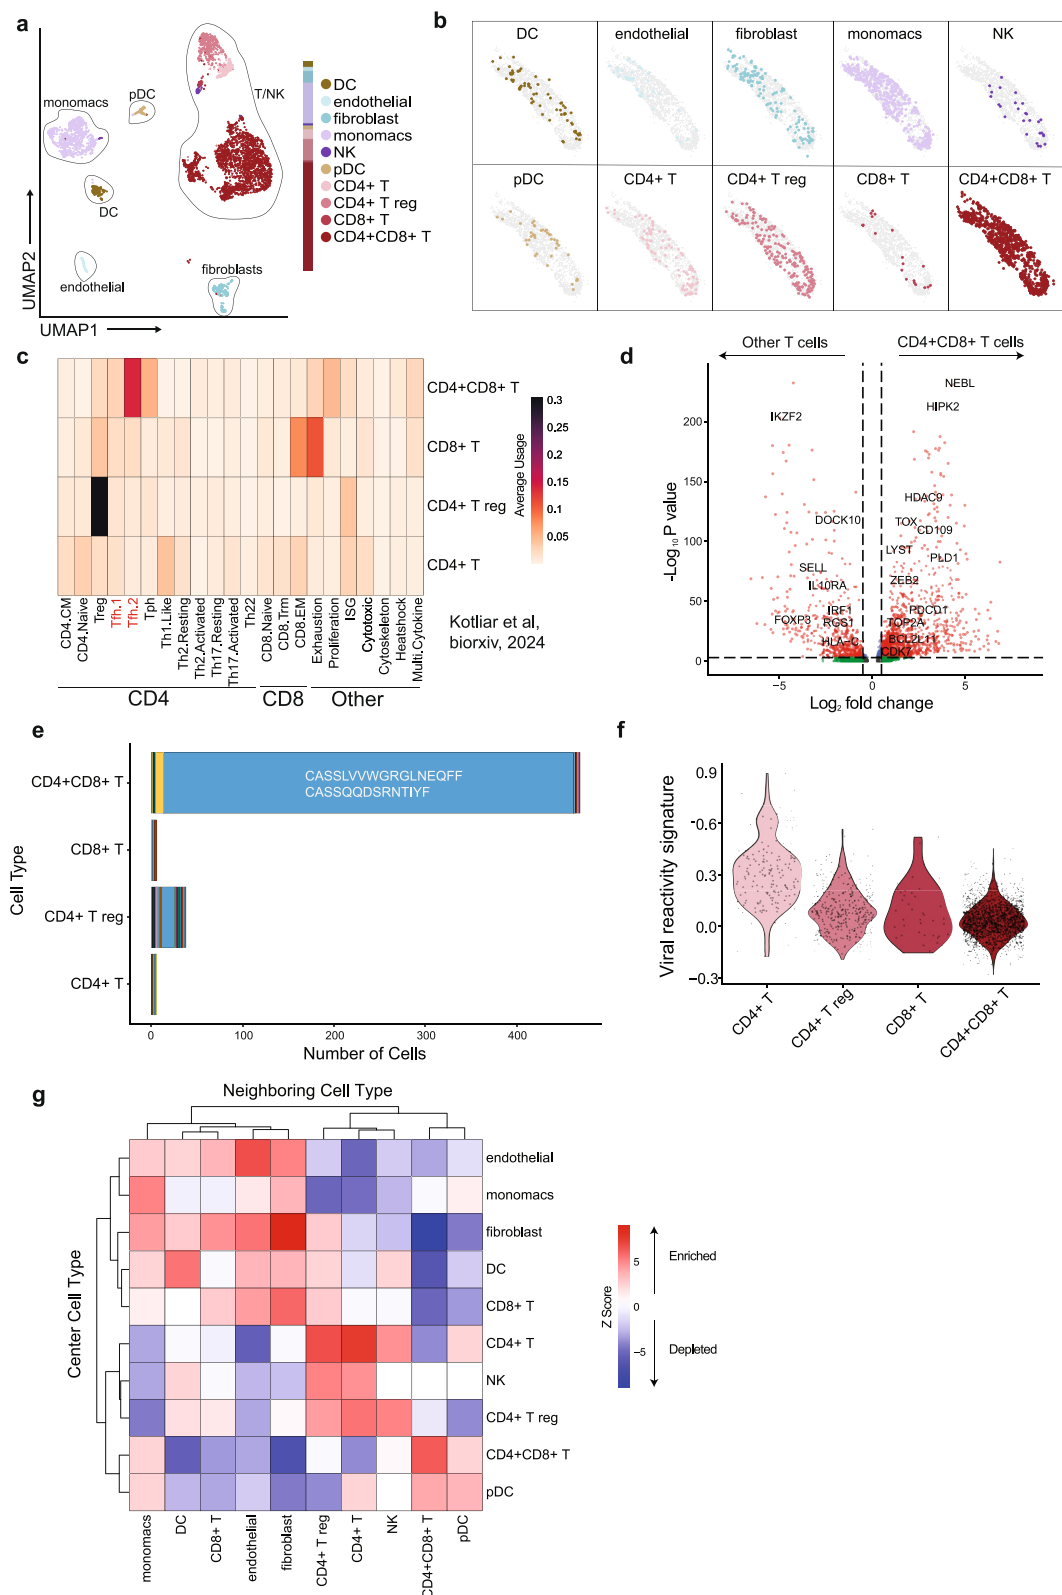 a
monomacs
pDC
T/NK
DC
endothelial
fibroblasts
UMAP2
UMAP1
DC
endothelial
fibroblast
monomacs
NK
pDC
CD4+ T
CD4+ T reg
CD8+ T
CD4+CD8+ T
b
DC
endothelial
fibroblast
monomacs
NK
pDC
CD4+ T
CD4+ T reg
CD8+ T
CD4+CD8+ T
c
CD4+CD8+ T
CD8+ T
CD4+ T reg
CD4+ T
CD4.CM
CD4.Naive
Treg
Tfh.1
Tfh.2
Tph
Th1.Like
Th2.Resting
Th2.Activated
Th17.Resting
Th17.Activated
Th22
CD8.Naive
CD8.Trm
CD8.EM
Exhaustion
Proliferation
ISG
Cytotoxic
Cytoskeleton
Heatshock
Multi.Cytokine
CD4
CD8
Other
Average Usage
0.3
0.25
0.2
0.15
0.1
0.05
Kotliar et al,
biorxiv, 2024
d
Other T cells
CD4+CD8+ T cells
NEBL
HIPK2
IKZF2
HDAC9
DOCK10
TOX
CD109
LYST
PLD1
SELL
ZEB2
IL10RA
IRF1
PDCD1
FOXP3
RGS1
TOP2A
HLA-C
BCL2L11
CDK7
-Log10 P value
200
150
100
50
0
−5
0
5
Log2 fold change
e
Cell Type
CD4+CD8+ T
CD8+ T
CD4+ T reg
CD4+ T
CASSLVVWGRGLNEQFF
CASSQQDSRNTIYF
0
100
200
300
400
Number of Cells
f
Viral reactivity signature
0.9
-0.6
0.3
0.0
−0.3
CD4+ T
CD4+ T reg
CD8+ T
CD4+CD8+ T
g
Neighboring Cell Type
Center Cell Type
endothelial
monomacs
fibroblast
DC
CD8+ T
CD4+ T
NK
CD4+ T reg
CD4+CD8+ T
pDC
monomacs
DC
CD8+ T
endothelial
fibroblast
CD4+ T reg
CD4+ T
NK
CD4+CD8+ T
pDC
Z Score
5
0
−5
Enriched
Depleted